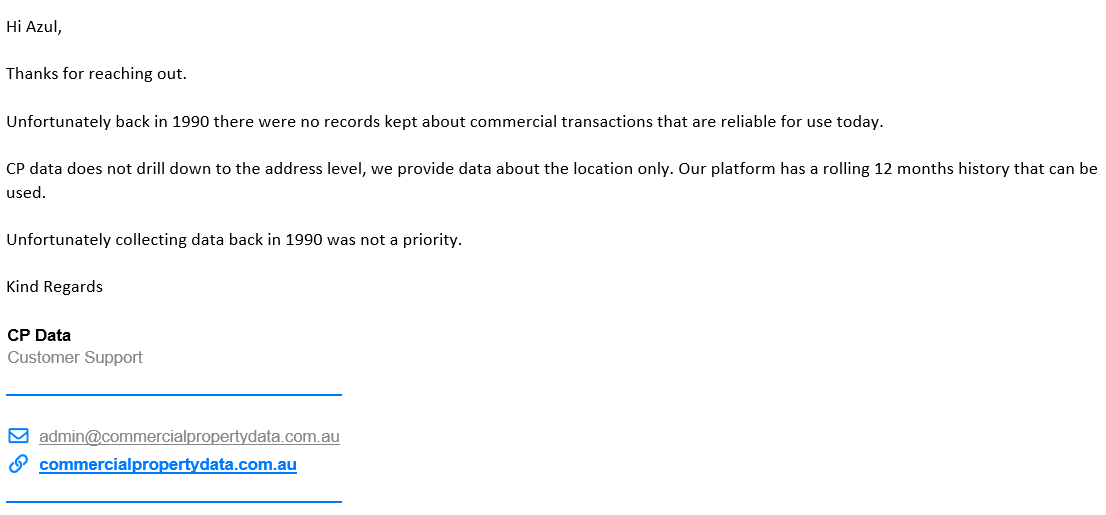 Hi Azul,
Thanks for reaching out.
Unfortunately back in 1990 there were no records kept about commercial transactions that are reliable for use today.
CP data does not drill down to the address level, we provide data about the location only. Our platform has a rolling 12 months history that can be
used.
Unfortunately collecting data back in 1990 was not a priority.
Kind Regards
CP Data
Customer Support
admin@commercialpropertydata.com.au
commercialpropertydata.com.au